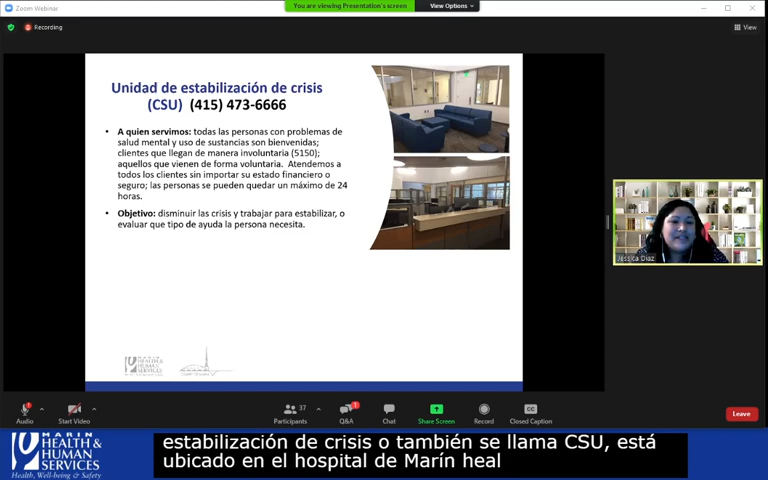 Zoom Webinar
You are viewing Presentation's screen
View Options
Recording
View
Unidad de estabilización de crisis
(CSU) (415) 473-6666
• A quien servimos: todas las personas con problemas de
salud mental y uso de sustancias son bienvenidas;
clientes que llegan de manera involuntaria (5150);
aquellos que vienen de forma voluntaria. Atendemos a
todos los clientes sin importar su estado financiero o
seguro; las personas se pueden quedar un máximo de 24
horas.
• Objetivo: disminuir las crisis y trabajar para estabilizar, o
evaluar que tipo de ayuda la persona necesita.
Jessica Diaz
MARIN
HEALTH &
HUMAN
SERVICES
Audio
Start Video
37
Participants
1
Q&A
Chat
Share Screen
Record
CC
Closed Caption
Leave
MARIN
HEALTH &
HUMAN
SERVICES
Health, Well-being & Safety
estabilización de crisis o también se llama CSU, está
ubicado en el hospital de Marín heal